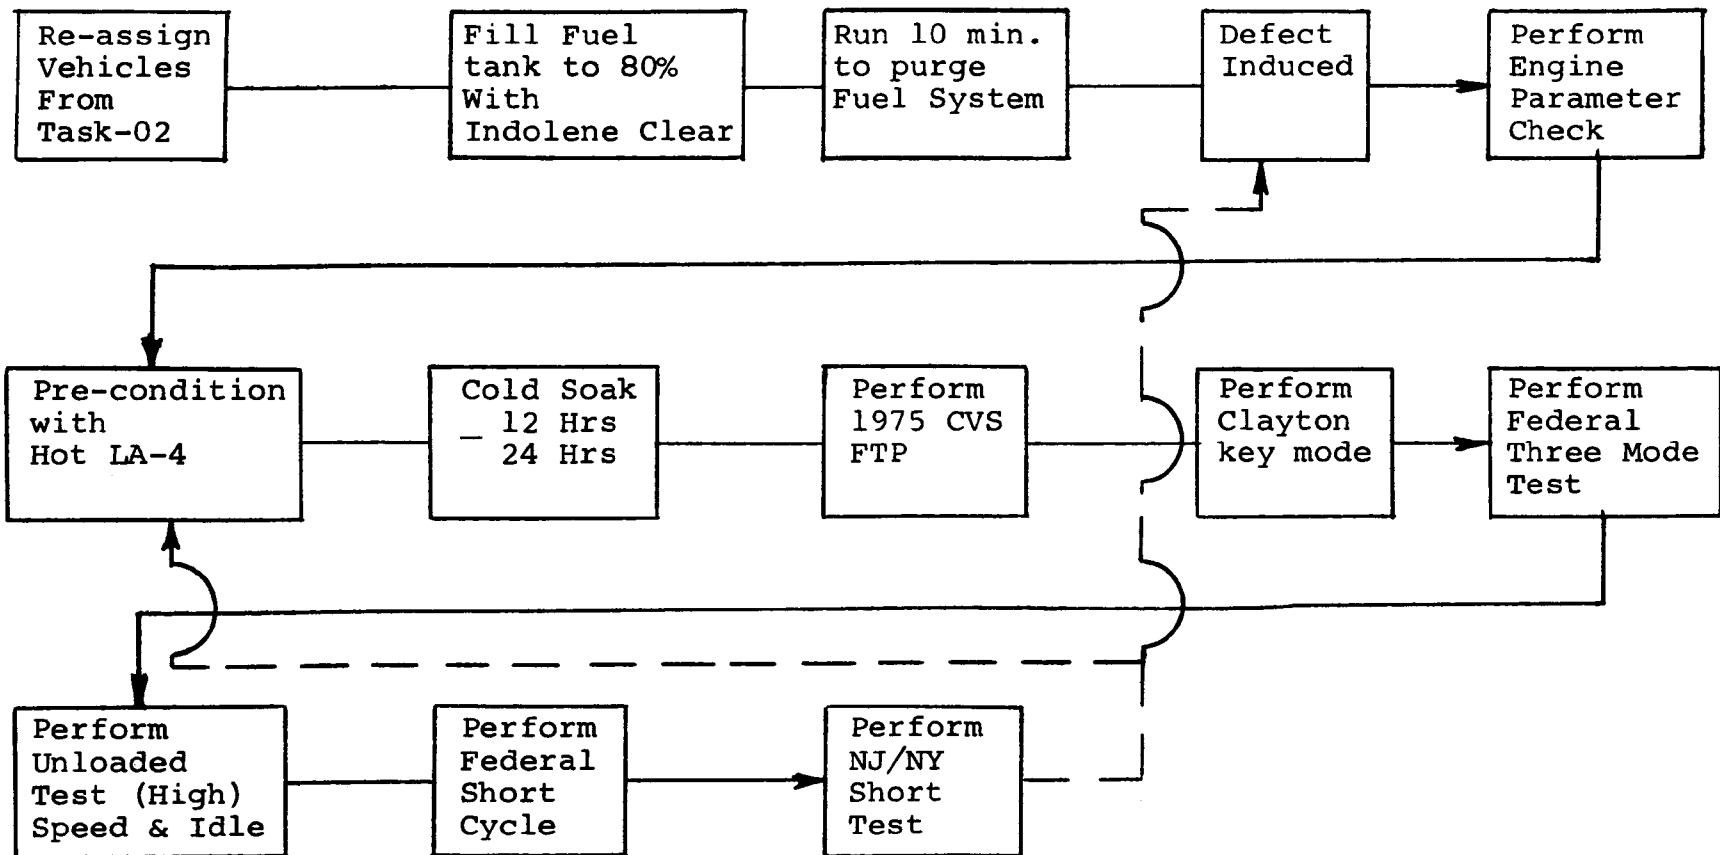 Re-assign
Vehicles
From
Task-02
Fill Fuel
tank to 80%
With
Indolene Clear
Run 10 min.
to purge
Fuel System
Defect
Induced
Perform
Engine
Parameter
Check
Pre-condition
with
Hot LA-4
Cold Soak
_ 12 Hrs
24 Hrs
Perform
1975 CVS
FTP
Perform
Clayton
key mode
Perform
Federal
Three Mode
Test
Perform
Unloaded
Test (High)
Speed & Idle
Perform
Federal
Short
Cycle
Perform
NJ/NY
Short
Test